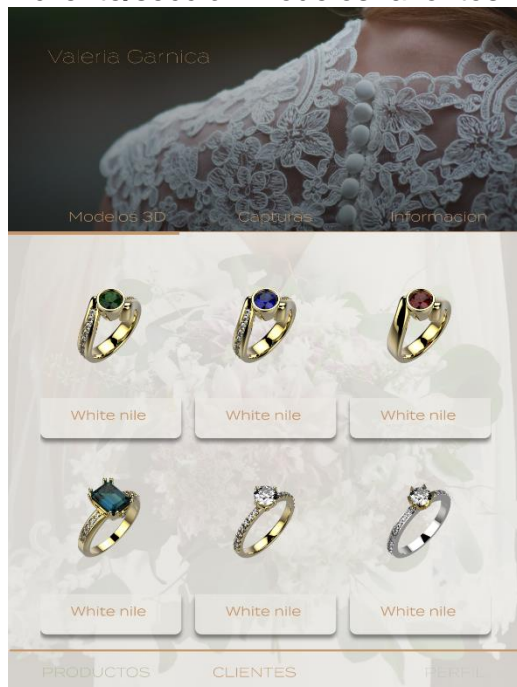 Valeria Garnica
Modelos 3D Capturas Informacion
White nile White nile White nile
White nile White nile White nile
PRODUCTOS CLIENTES PERFIL